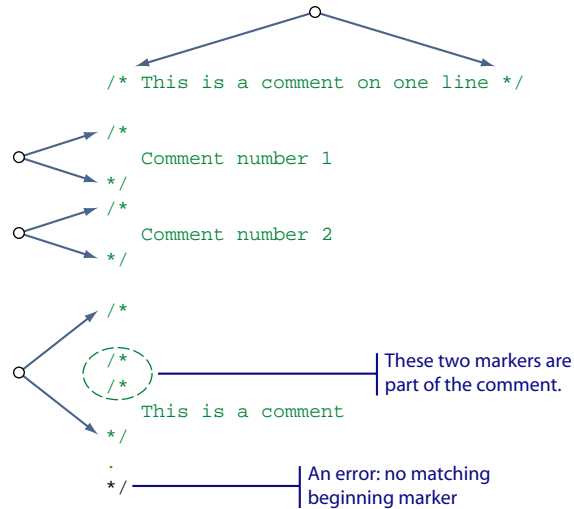 /* This is a comment on one line */
/*
Comment number 1
*/
/*
Comment number 2
*/
/*
/*
/*
These two markers are
part of the comment.
This is a comment
*/
.
*/
An error: no matching
beginning marker